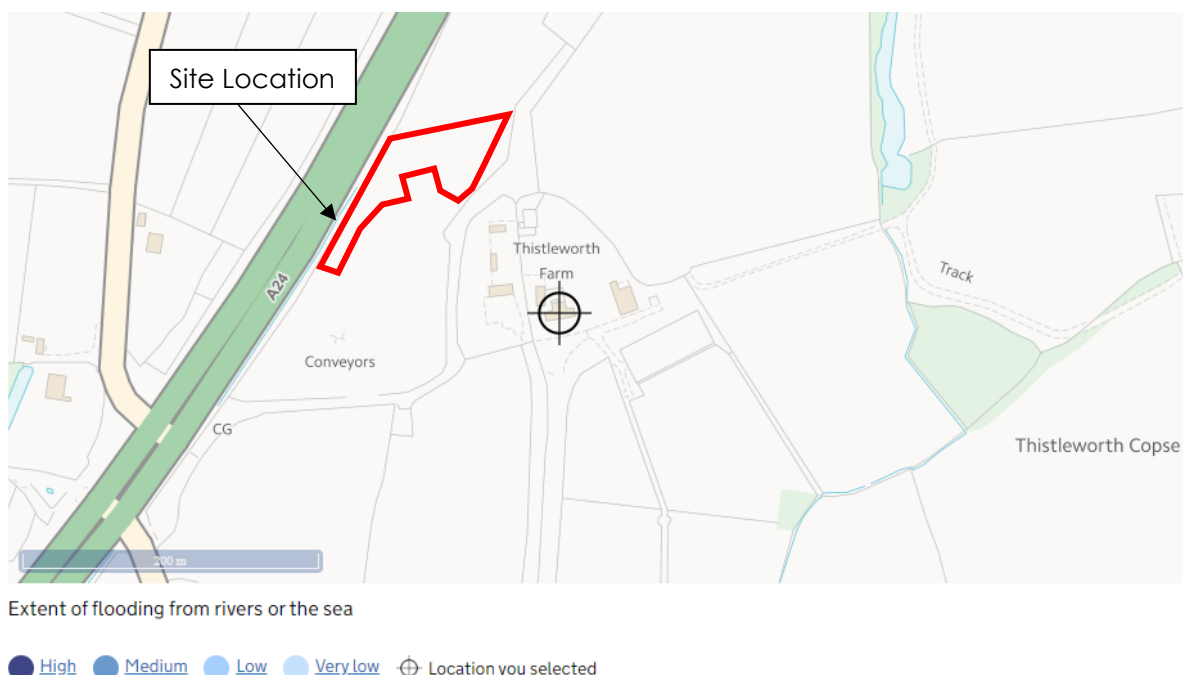 Site Location
Thistleworth
Farm
A24
Track
Conveyors
CG
Thistleworth Copse
200 m
Extent of flooding from rivers or the sea
High Medium Low Very low Location you selected